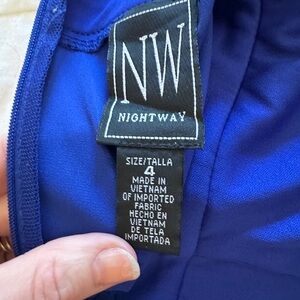 NW
NIGHTWAY
SIZE/TALLA
4
MADE IN
VIETNAM
OF IMPORTED
FABRIC
HECHO EN
VIETNAM
DE TELA
IMPORTADA